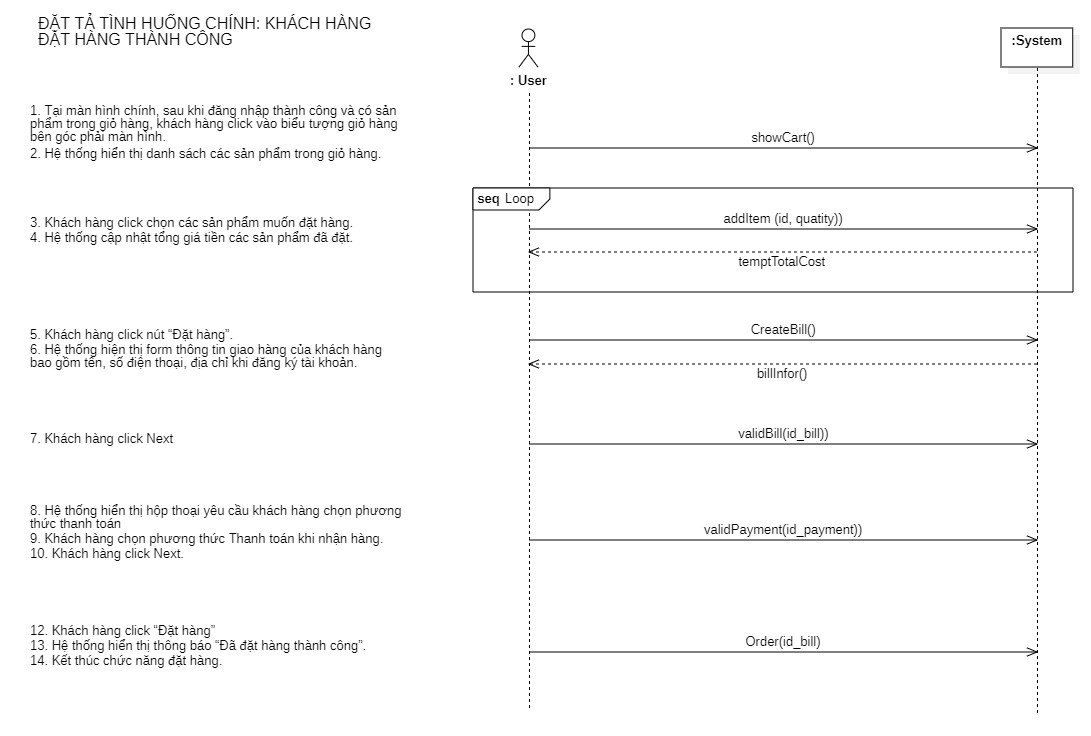 ĐẶT TẢ TÌNH HUỐNG CHÍNH: KHÁCH HÀNG
ĐẶT HÀNG THÀNH CÔNG
: User
:System
1. Tại màn hình chính, sau khi đăng nhập thành công và có sản
phẩm trong giỏ hàng, khách hàng click vào biểu tượng giỏ hàng
bên góc phải màn hình.
2. Hệ thống hiển thị danh sách các sản phẩm trong giỏ hàng.
showCart()
seq Loop
3. Khách hàng click chọn các sản phẩm muốn đặt hàng.
4. Hệ thống cập nhật tổng giá tiền các sản phẩm đã đặt.
addItem (id, quatity))
temptTotalCost
5. Khách hàng click nút “Đặt hàng”.
6. Hệ thống hiện thị form thông tin giao hàng của khách hàng
bao gồm tên, số điện thoại, địa chỉ khi đăng ký tài khoản.
CreateBill()
billInfor()
7. Khách hàng click Next
validBill(id_bill))
8. Hệ thống hiển thị hộp thoại yêu cầu khách hàng chọn phương
thức thanh toán
9. Khách hàng chọn phương thức Thanh toán khi nhận hàng.
10. Khách hàng click Next.
validPayment(id_payment))
12. Khách hàng click “Đặt hàng”
13. Hệ thống hiển thị thông báo “Đã đặt hàng thành công”.
14. Kết thúc chức năng đặt hàng.
Order(id_bill)